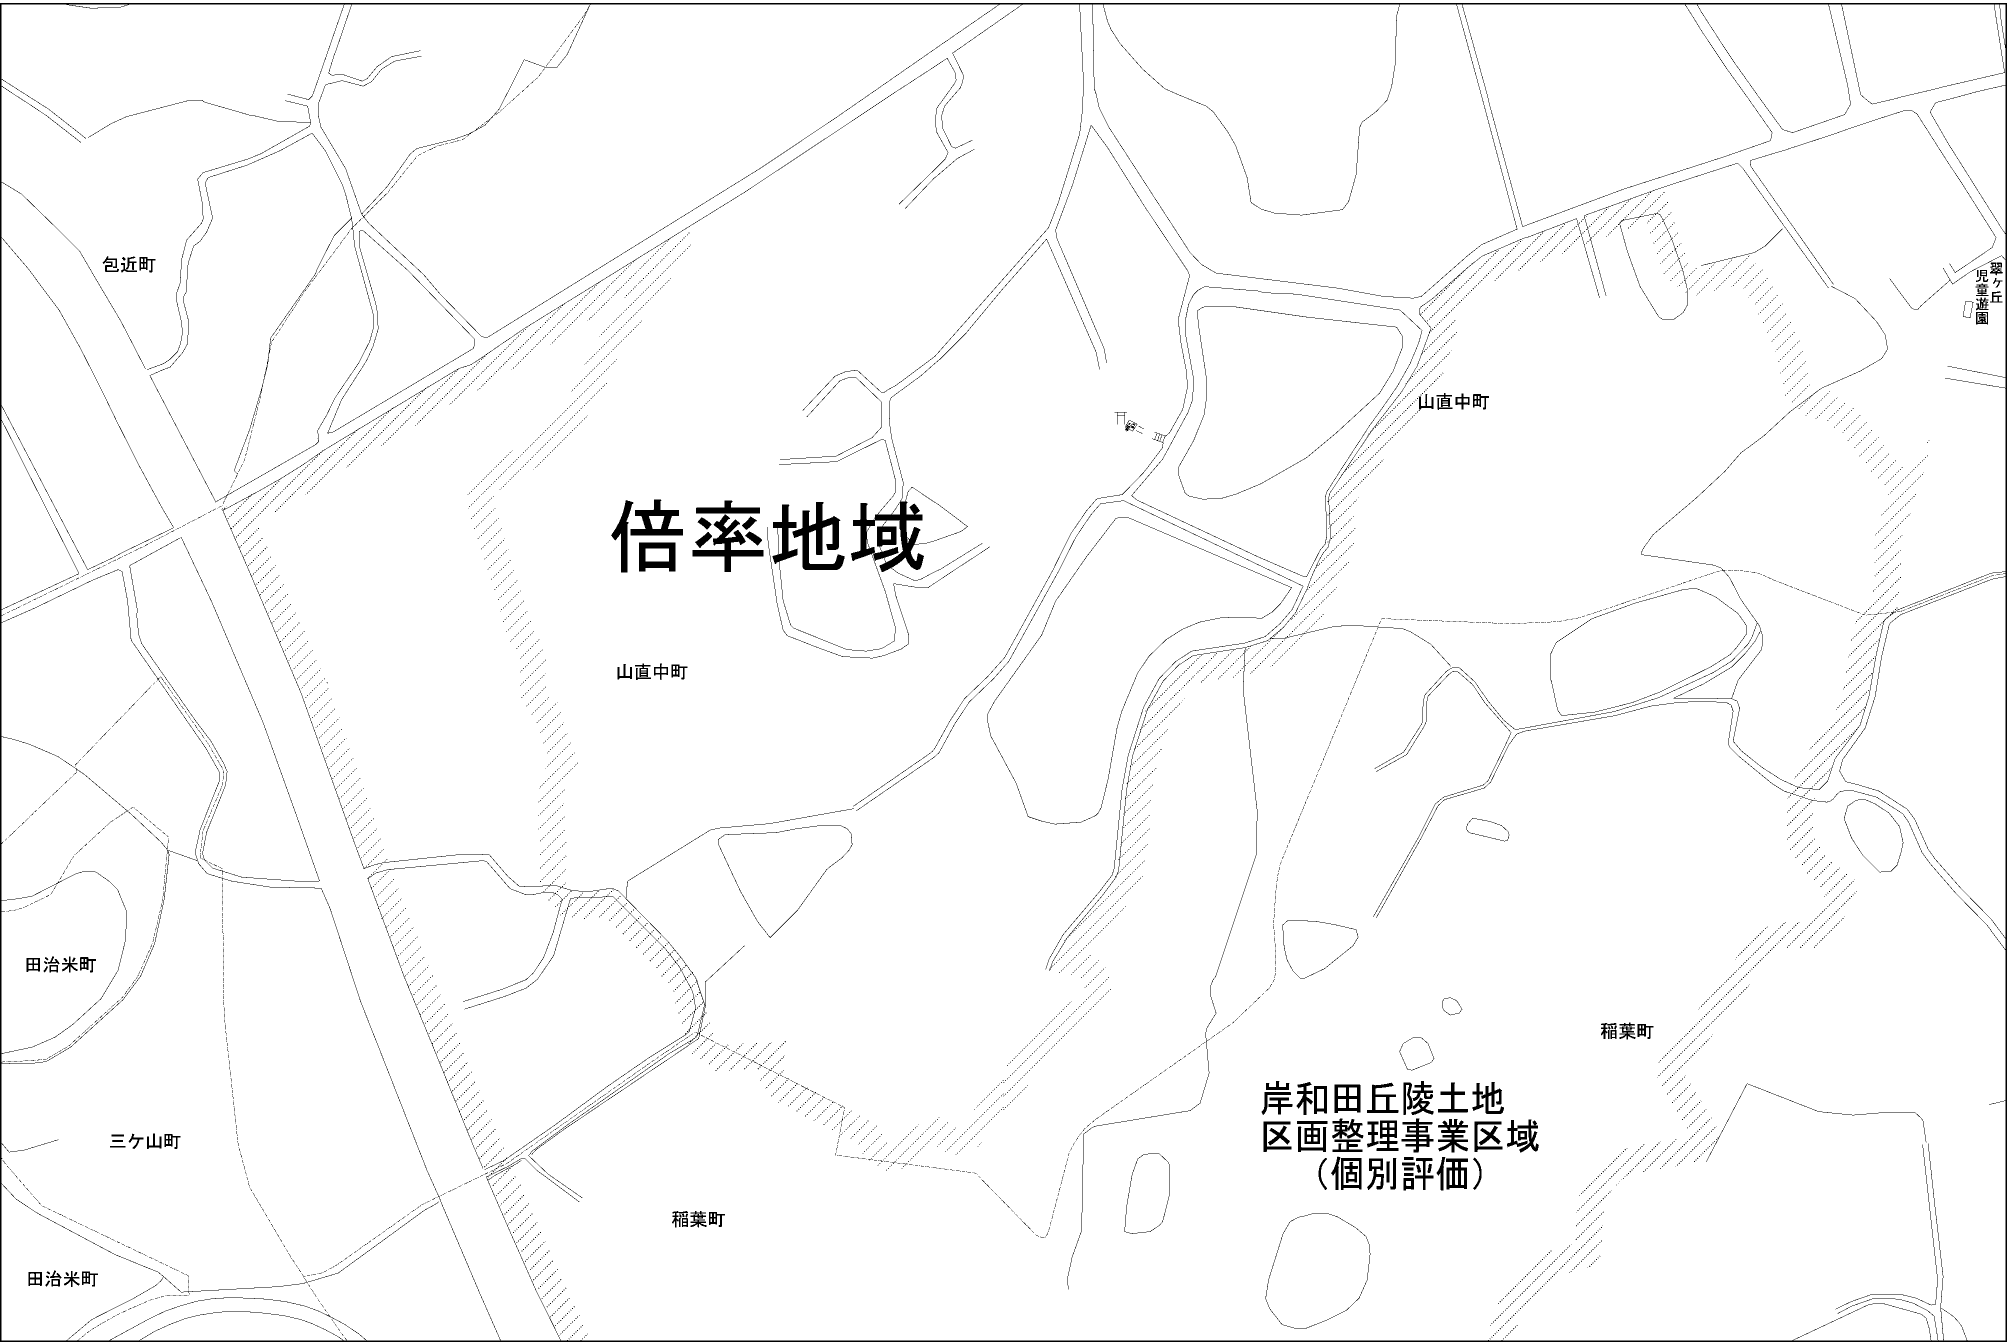 包近町
翠ヶ丘
児童遊園
山直中町
倍率地域
山直中町
田治米町
稲葉町
岸和田丘陵土地
区画整理事業区域
（個別評価）
三ケ山町
稲葉町
田治米町